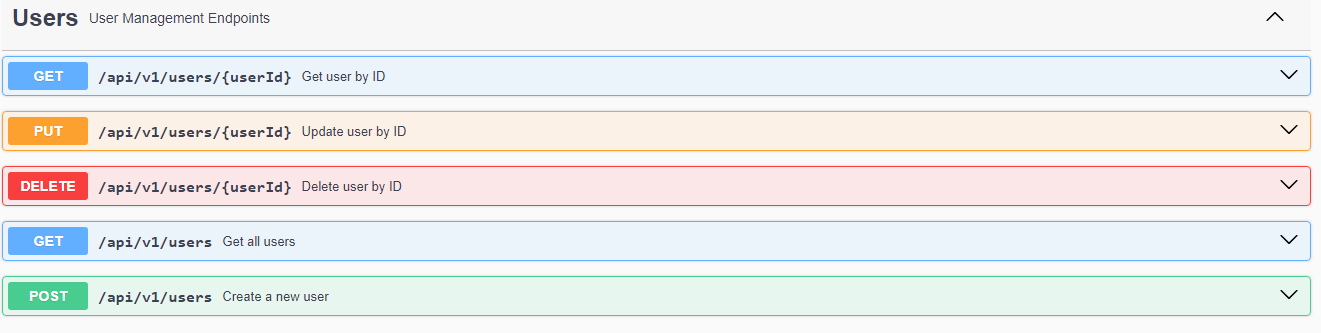 Users User Management Endpoints
GET /api/v1/users/{userId} Get user by ID
PUT /api/v1/users/{userId} Update user by ID
DELETE /api/v1/users/{userId} Delete user by ID
GET /api/v1/users Get all users
POST /api/v1/users Create a new user